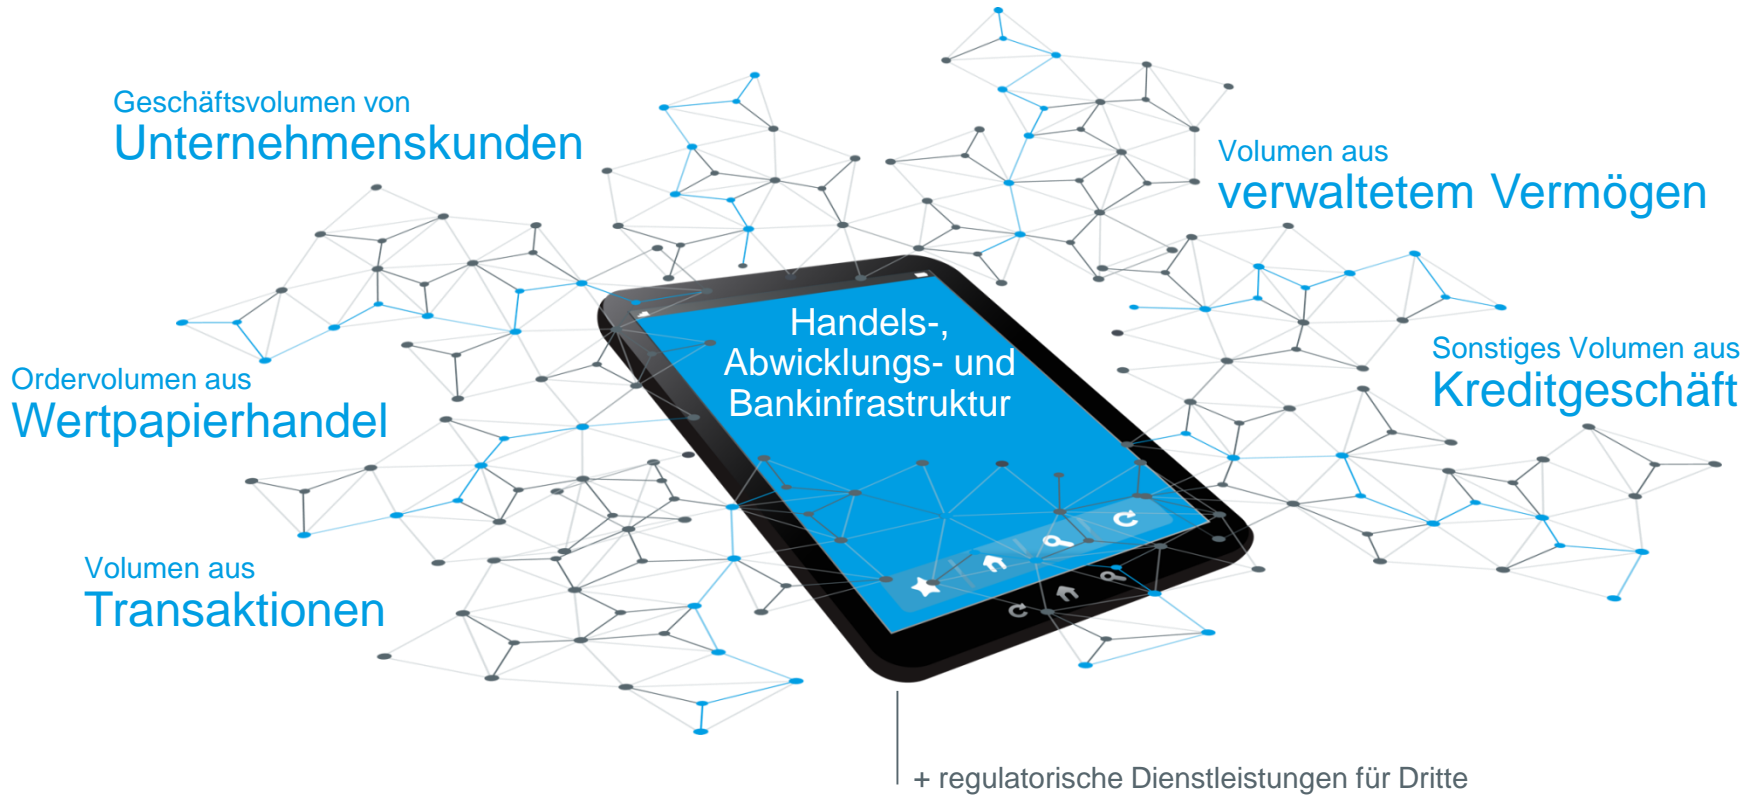 Geschäftsvolumen von
Unternehmenskunden
Volumen aus
verwaltetem Vermögen
Handels-,
Abwicklungs- und
Bankinfrastruktur
Ordervolumen aus
Wertpapierhandel
Sonstiges Volumen aus
Kreditgeschäft
Volumen aus
Transaktionen
+ regulatorische Dienstleistungen für Dritte